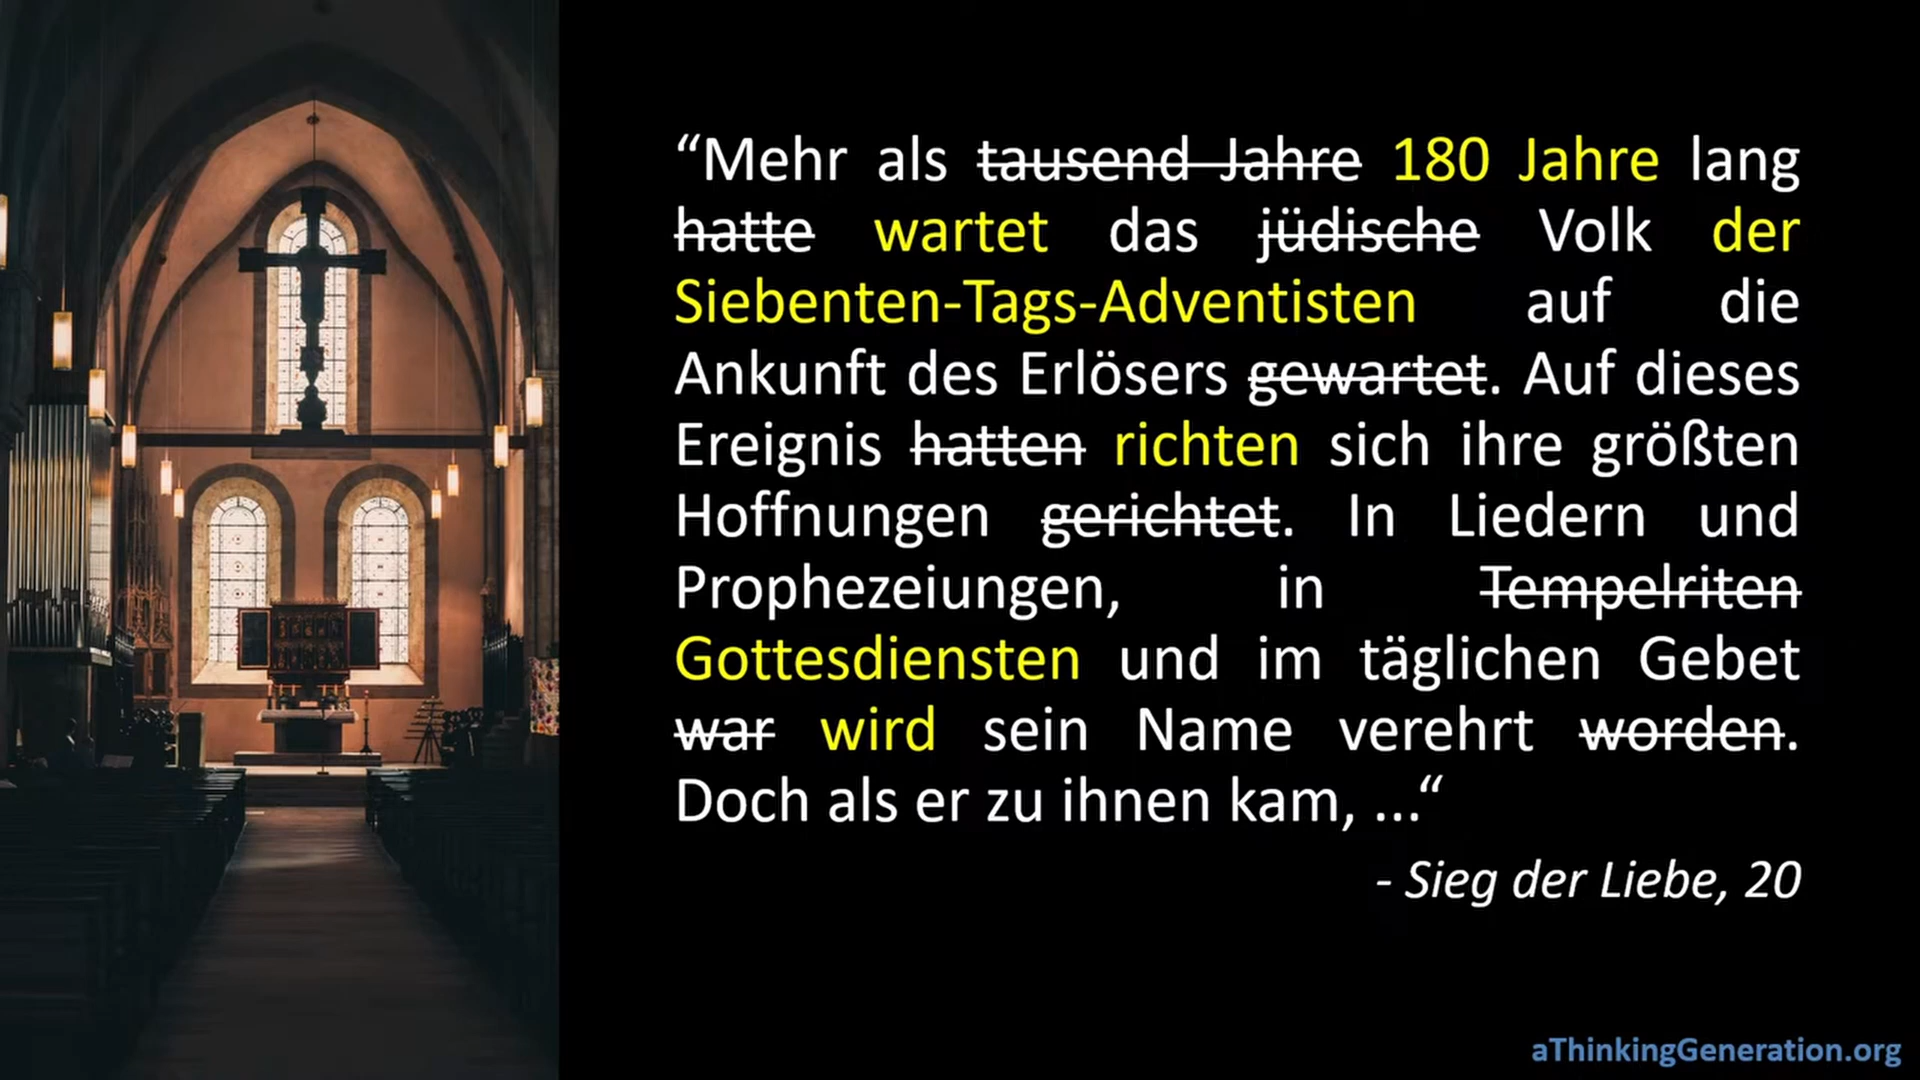 “Mehr als tausend Jahre 180 Jahre lang
hatte wartet das jüdische Volk der
Siebenten-Tags-Adventisten auf die
Ankunft des Erlösers gewartet. Auf dieses
Ereignis hatten richten sich ihre größten
Hoffnungen gerichtet. In Liedern und
Prophezeiungen, in Tempelriten
Gottesdiensten und im täglichen Gebet
war wird sein Name verehrt worden.
Doch als er zu ihnen kam, ...“
- Sieg der Liebe, 20
aThinkingGeneration.org